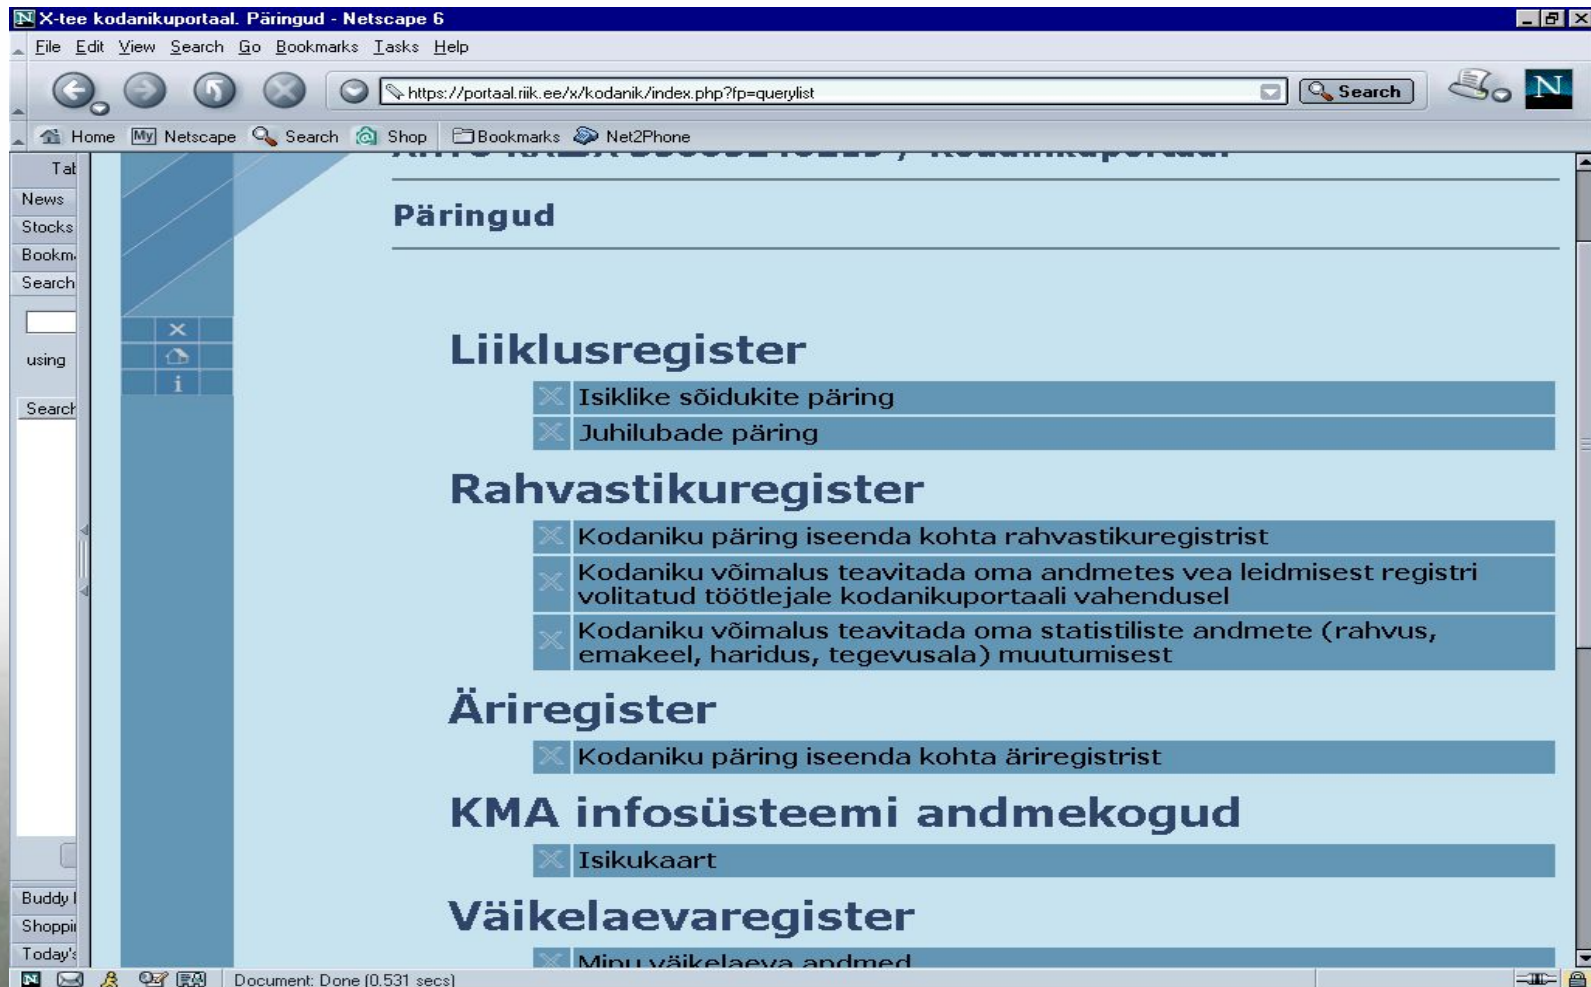 X-tee kodanikuportaal. Päringud - Netscape 6
File Edit View Search Go Bookmarks Tasks Help
https://portaal.riik.ee/x/kodanik/index.php?fp=querylist
Search
N
Home My Netscape Search Shop Bookmarks Net2Phone
News
Stocks
Search
using
Search
Päringud
Liiklusregister
Isiklike sõidukite päring
Juhilubade päring
Rahvastikuregister
Kodaniku päring iseenda kohta rahvastikuregistrist
Kodaniku võimalus teavitada oma andmetes vea leidmisest registri
volitatud töötlejale kodanikuportaali vahendusel
Kodaniku võimalus teavitada oma statistiliste andmete (rahvus,
emakeel, haridus, tegevusala) muutumisest
Äriregister
Kodaniku päring iseenda kohta äriregistrist
KMA infosüsteemi andmekogud
Isikukaart
Väikelaevaregister
Minu väikelaeva andmed
Buddy
Today's
Document: Done (0.531 secs)